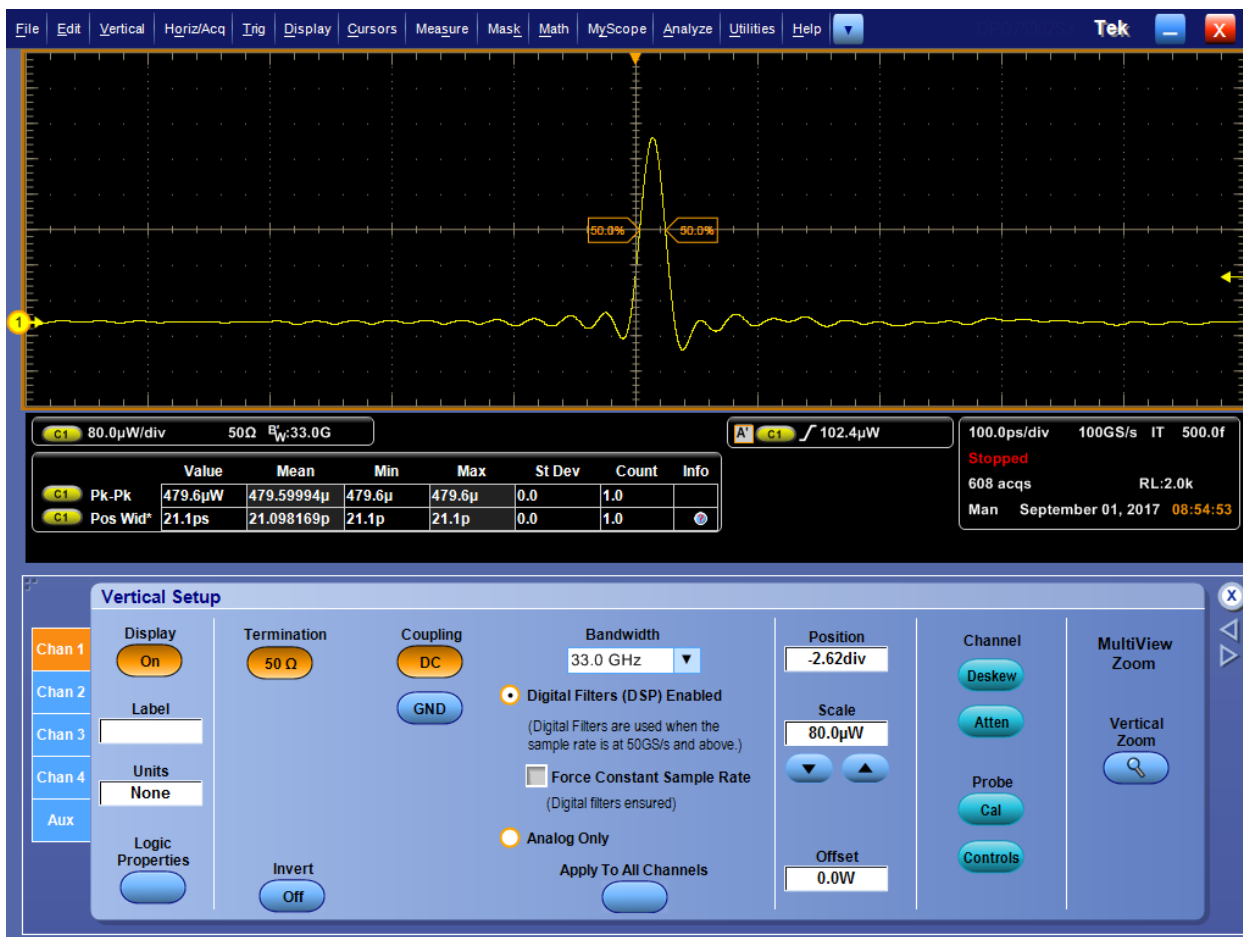 File Edit Vertical Horiz/Acq Trig Display Cursors Measure Mask Math MyScope Analyze Utilities Help Tek X
50.0% 50.0%
1
C1 80.0µW/div 50Ω BW:33.0G
A' C1 102.4µW
100.0ps/div 100GS/s IT 500.0f
Stopped
608 acqs RL:2.0k
Man September 01, 2017 08:54:53
Value Mean Min Max St Dev Count Info
C1 Pk-Pk 479.6µW 479.59994µ 479.6µ 479.6µ 0.0 1.0
C1 Pos Wid* 21.1ps 21.098169p 21.1p 21.1p 0.0 1.0
Vertical Setup
X
Chan 1
Chan 2
Chan 3
Chan 4
Aux
Display
On
Label
Units
None
Logic
Properties
Termination
50 Ω
Invert
Off
Coupling
DC
GND
Bandwidth
33.0 GHz
Digital Filters (DSP) Enabled
(Digital Filters are used when the
sample rate is at 50GS/s and above.)
Force Constant Sample Rate
(Digital filters ensured)
Analog Only
Apply To All Channels
Position
-2.62div
Scale
80.0µW
Offset
0.0W
Channel
Deskew
Atten
Probe
Cal
Controls
MultiView
Zoom
Vertical
Zoom